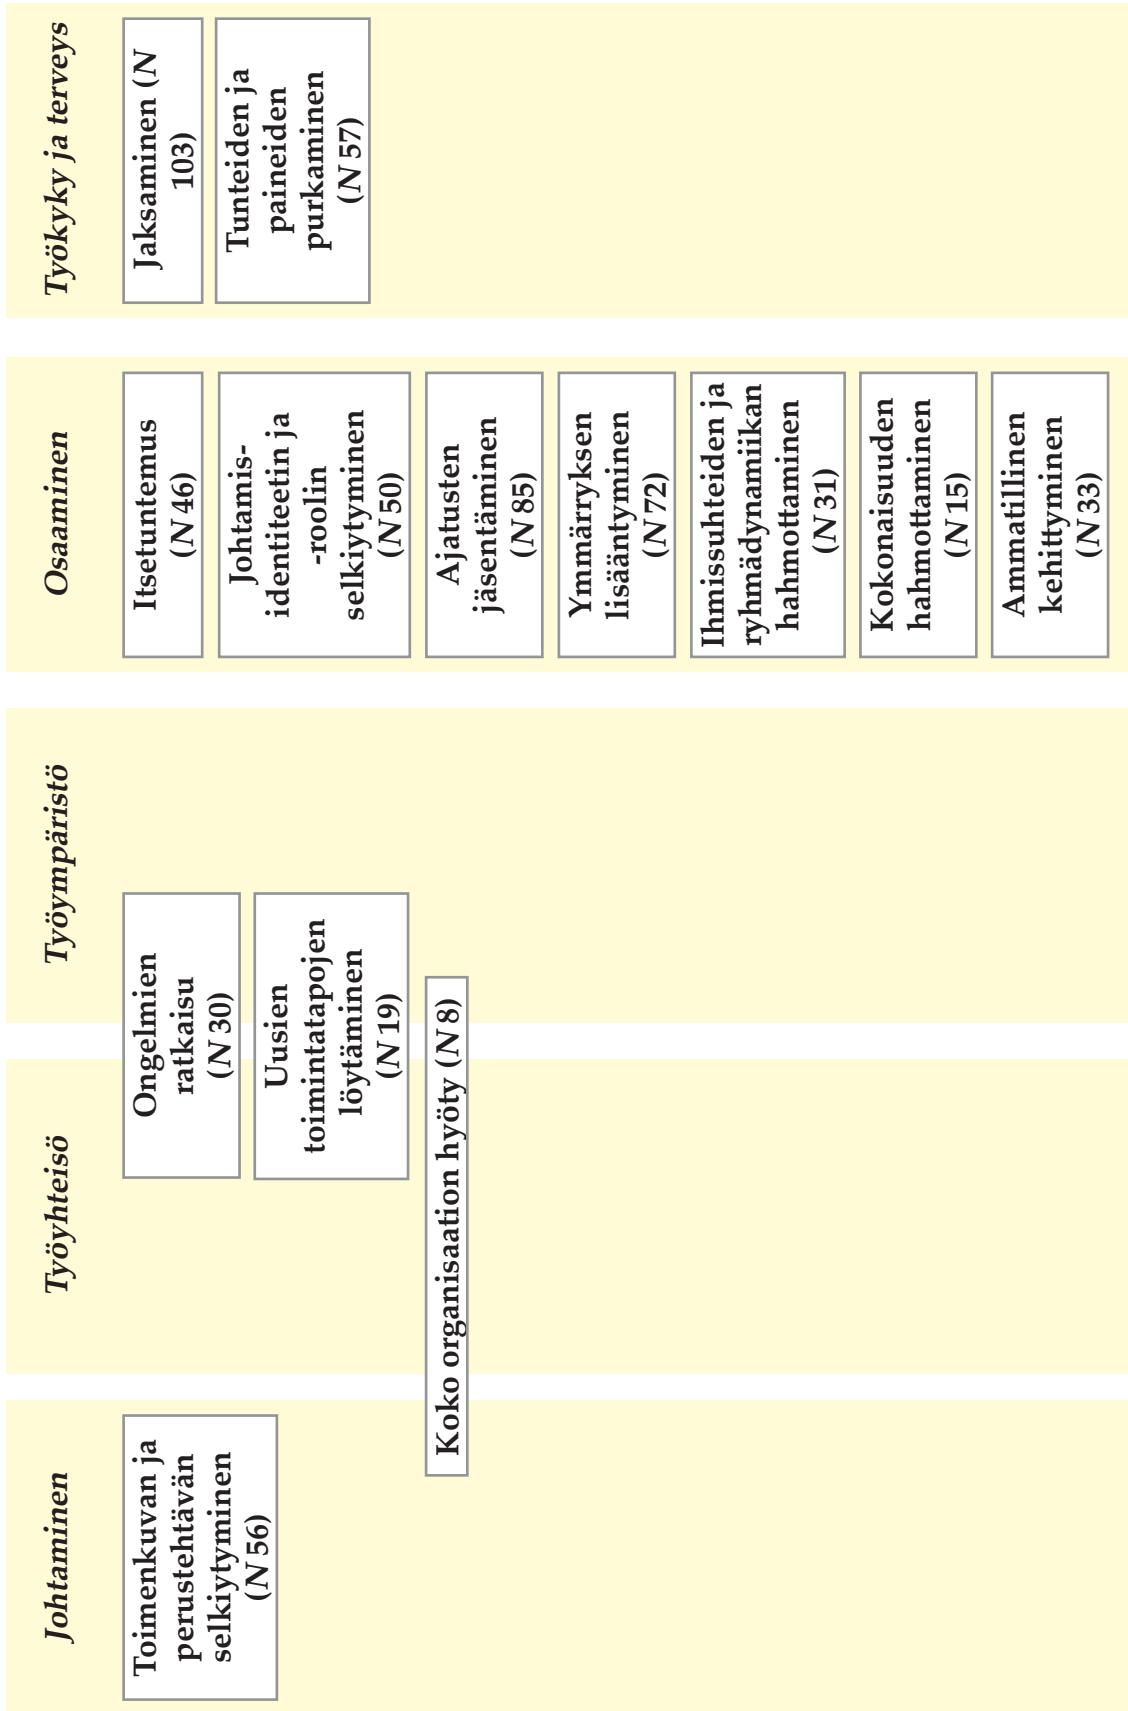 Johtaminen
Toimenkuvan ja
perustehtävän
selkiytyminen
(N 56)
Työyhteisö
Työympäristö
Ongelmien
ratkaisu
(N 30)
Uusien
toimintatapojen
löytäminen
(N 19)
Koko organisaation hyöty (N 8)
Osaaminen
Itsetuntemus
(N 46)
Johtamis-
identiteetin ja
-roolin
selkiytyminen
(N 50)
Ajatusten
jäsentäminen
(N 85)
Ymmärryksen
lisääntyminen
(N 72)
Ihmissuhteiden ja
ryhmädynamiikan
hahmottaminen
(N 31)
Kokonaisuuden
hahmottaminen
(N 15)
Ammatillinen
kehittyminen
(N 33)
Työkyky ja terveys
Jaksaminen (N
103)
Tunteiden ja
paineiden
purkaminen
(N 57)